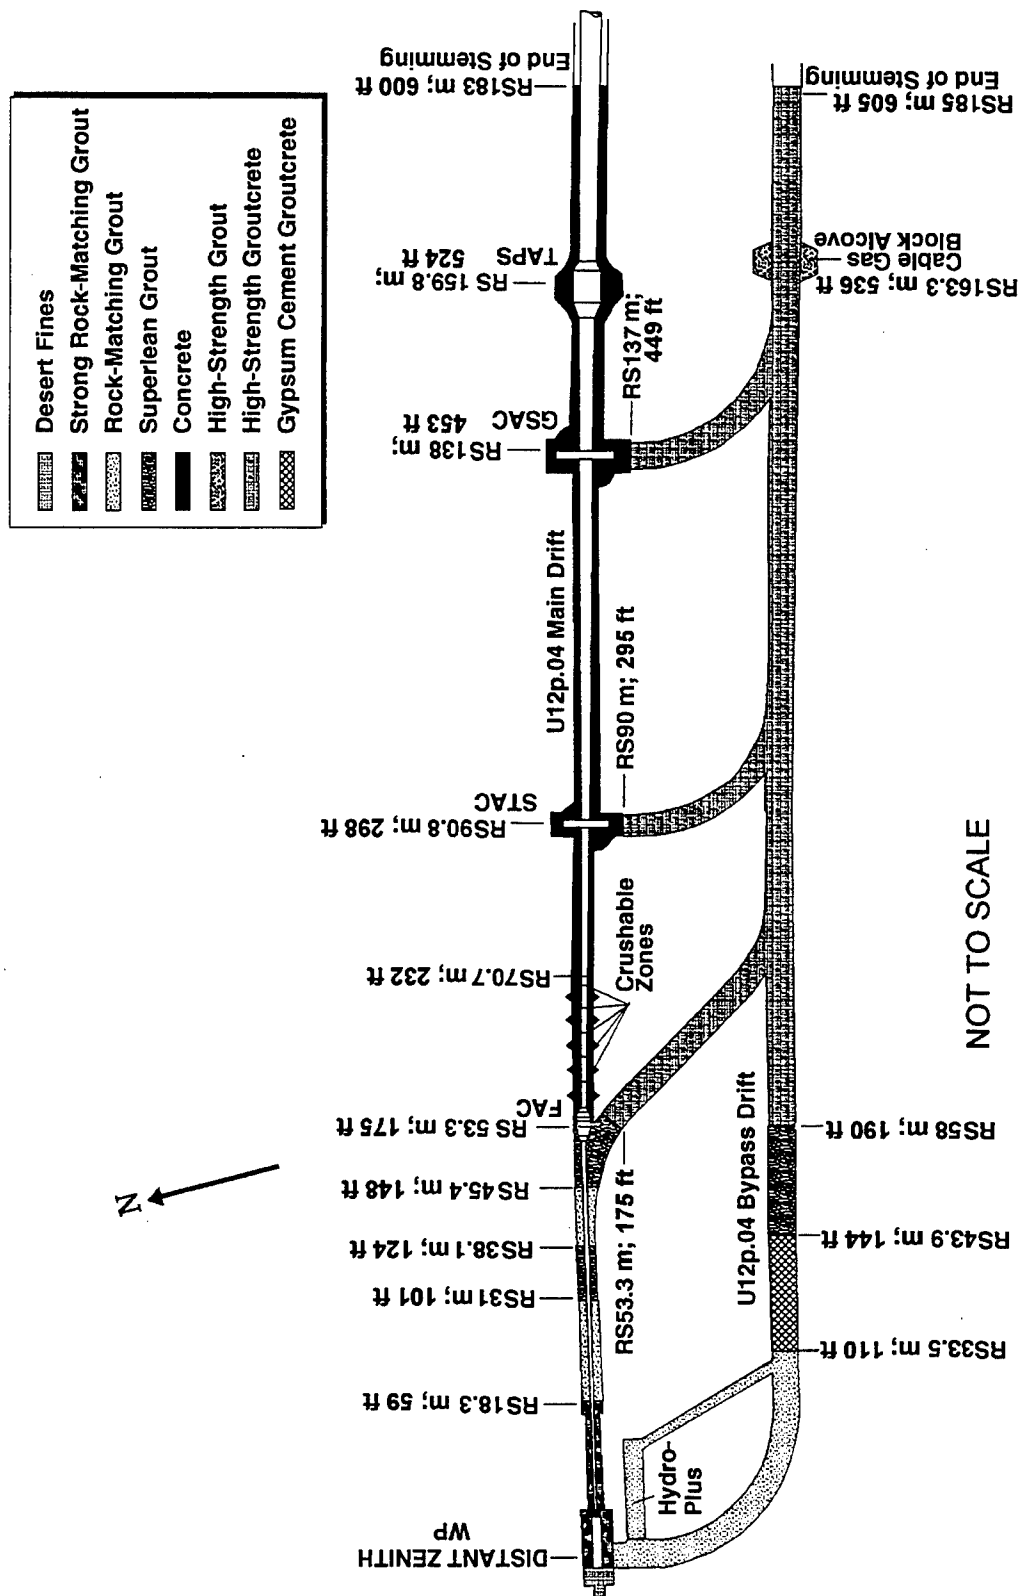 Desert Fines
Strong Rock-Matching Grout
Rock-Matching Grout
Superlean Grout
Concrete
High-Strength Grout
High-Strength Groutcrete
Gypsum Cement Groutcrete
N
DISTANT ZENITH
WP
RS18.3 m; 59 ft
RS31 m; 101 ft
RS38.1 m; 124 ft
RS45.4 m; 148 ft
RS 53.3 m; 175 ft
FAC
RS70.7 m; 232 ft
RS90.8 m; 298 ft
STAC
U12p.04 Main Drift
RS138 m;
453 ft
GSAC
RS 159.8 m;
524 ft
TAPS
RS183 m; 600 ft
End of Stemming
Crushable
Zones
RS53.3 m; 175 ft
RS90 m; 295 ft
RS137 m;
449 ft
Hydro-
Plus
U12p.04 Bypass Drift
RS33.5 m; 110 ft
RS43.9 m; 144 ft
RS58 m; 190 ft
Cable Gas
Block Alcove
RS163.3 m; 536 ft
End of Stemming
RS185 m; 605 ft
NOT TO SCALE